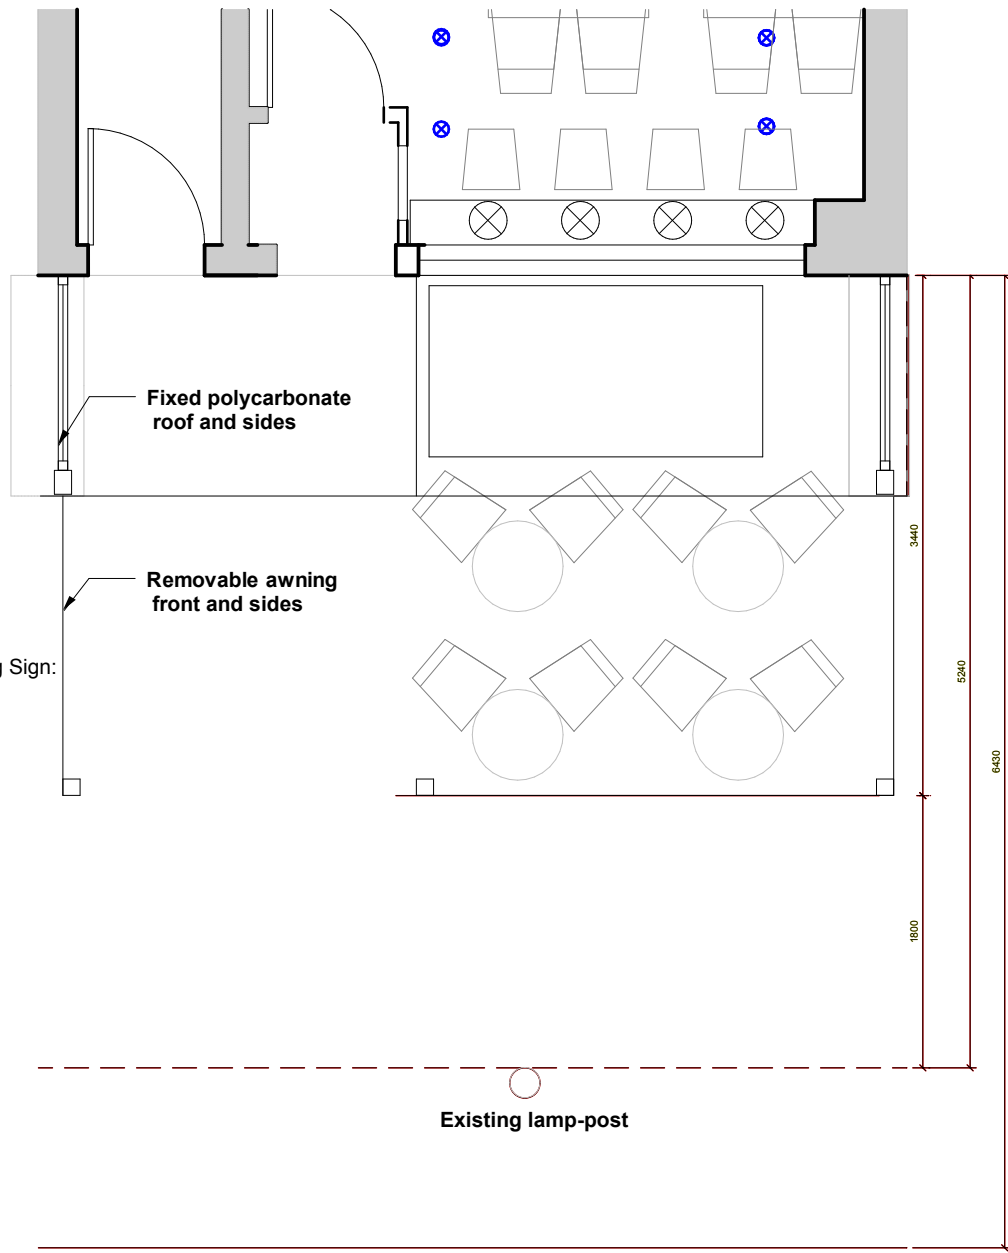 Fixed polycarbonate
roof and sides
Removable awning
front and sides
g Sign:
3440
5240
6430
1800
Existing lamp-post